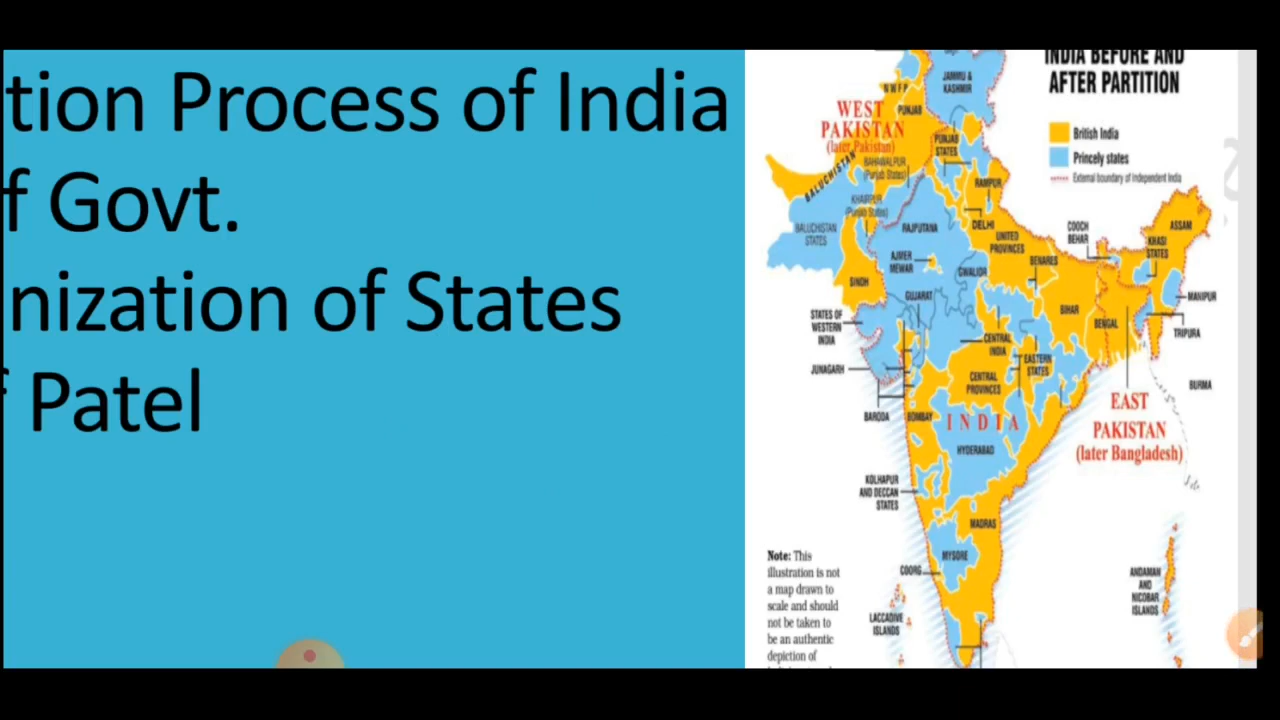 tion Process of India
f Govt.
nization of States
f Patel
INDIA BEFORE AND
AFTER PARTITION
British India
Princely states
External boundary of Independent India
JAMMU &
KASHMIR
N W F P
PUNJAB
WEST
PAKISTAN
(later Pakistan)
PUNJAB
STATES
BALUCHISTAN
BAHAWALPUR
(Punjab States)
RAMPUR
KHAIRPUR
(Punjab States)
BALUCHISTAN
STATES
RAJPUTANA
DELHI
UNITED
PROVINCES
COOCH
BEHAR
ASSAM
KHASI
STATES
AJMER
MEWAR
GWALIOR
BENARES
SINDH
GUJARAT
MANIPUR
BIHAR
BENGAL
TRIPURA
STATES OF
WESTERN
INDIA
CENTRAL
INDIA
EASTERN
STATES
JUNAGARH
CENTRAL
PROVINCES
BURMA
BARODA
BOMBAY
INDIA
EAST
PAKISTAN
(later Bangladesh)
HYDERABAD
KOLHAPUR
AND DECCAN
STATES
MADRAS
MYSORE
COORG
LACCADIVE
ISLANDS
ANDAMAN
AND
NICOBAR
ISLANDS
Note: This
illustration is not
a map drawn to
scale and should
not be taken to
be an authentic
depiction of